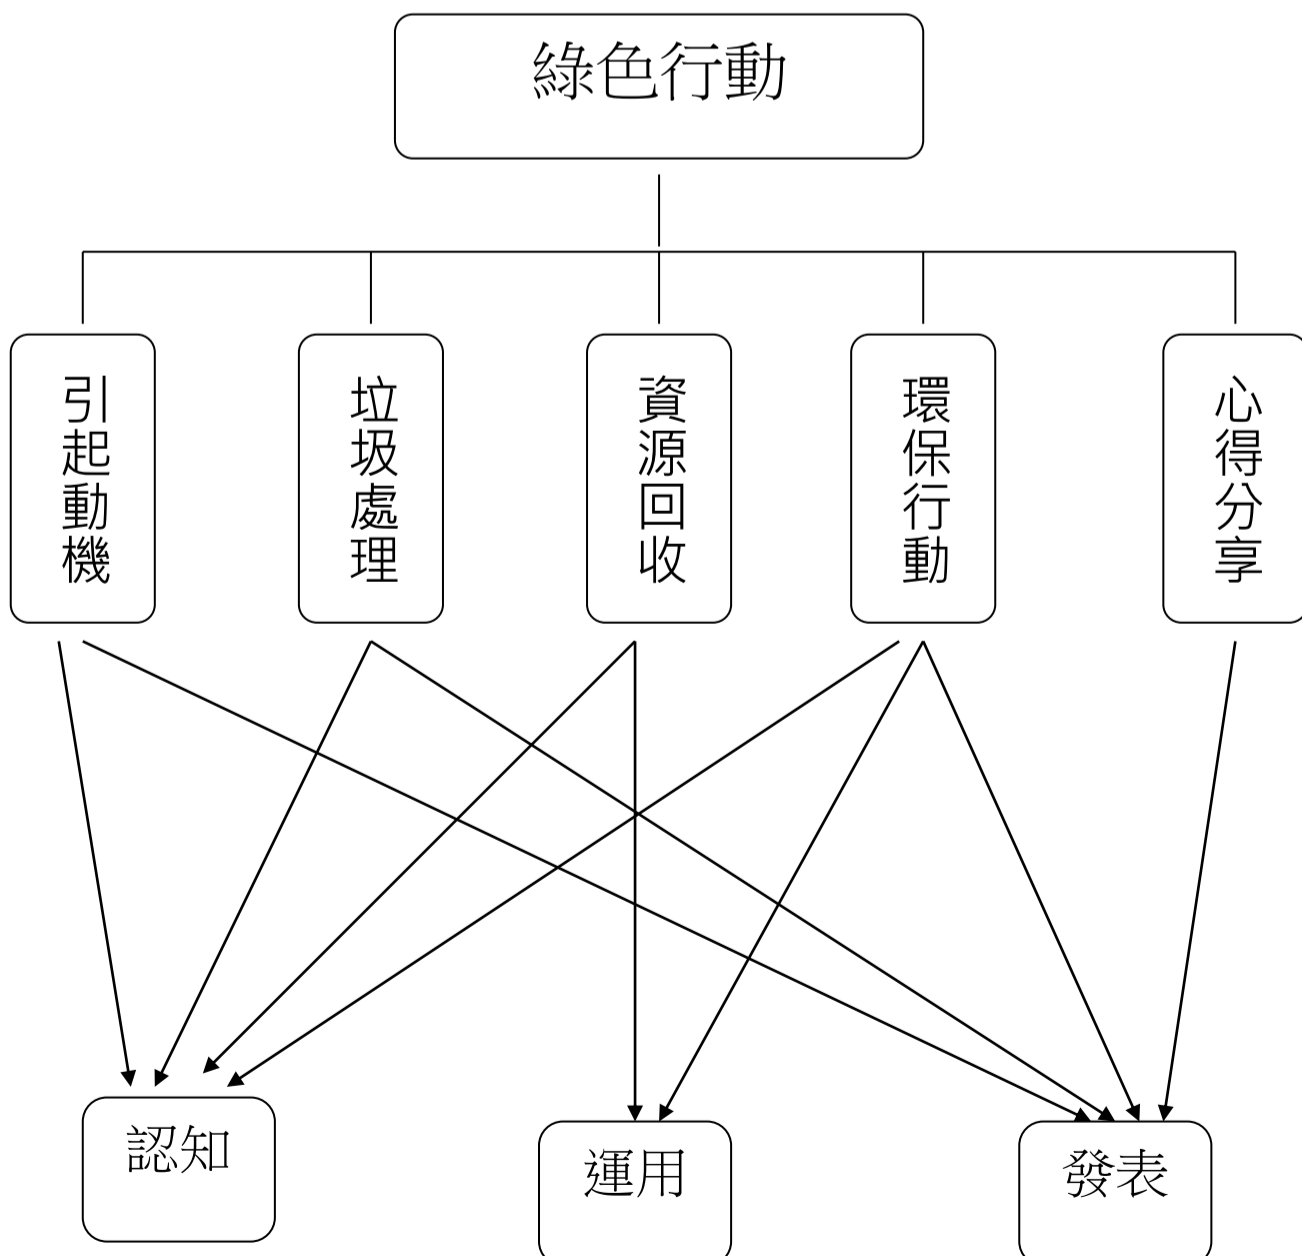 綠色行動
引起動機
垃圾處理
資源回收
環保行動
心得分享
認知
運用
發表